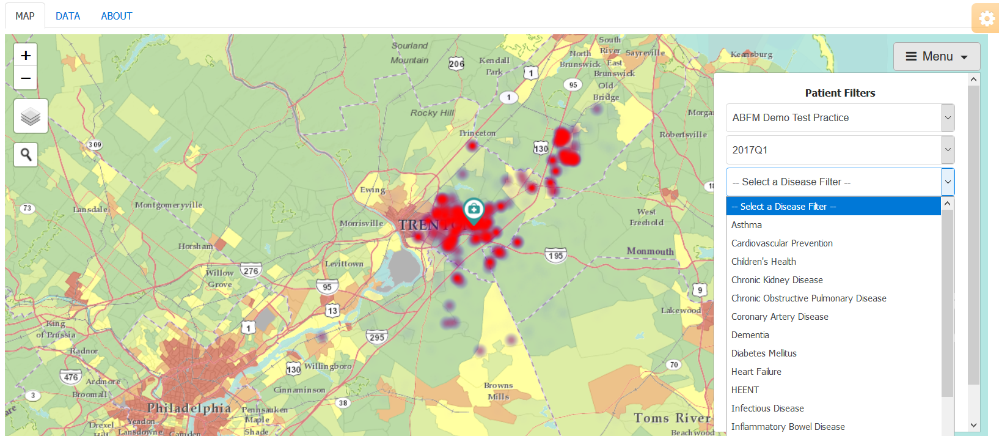 MAP DATA ABOUT
+
−
Menu
Patient Filters
ABFM Demo Test Practice
2017Q1
-- Select a Disease Filter --
-- Select a Disease Filter --
Asthma
Cardiovascular Prevention
Children's Health
Chronic Kidney Disease
Chronic Obstructive Pulmonary Disease
Coronary Artery Disease
Dementia
Diabetes Mellitus
Heart Failure
HEENT
Infectious Disease
Inflammatory Bowel Disease
Sourland
Mountain
206
Kendall
Park
1
North
Brunswick
South
River
Sayreville
East
Brunswick
Old
Bridge
Keansburg
95
1
Rocky Hill
Princeton
130
Robertsville
309
Ewing
73
Lansdale
Montgomeryville
Morrisville
TRENTON
West
Freehold
Horsham
Monmouth
195
Willow
Grove
276
Levittown
95
13
9
Lakewood
King
of Prussia
1
295
Radnor
476
Ardmore
Broomall
3
130
Willingboro
70
Cinnaminson
38
Browns
Mills
Philadelphia
Pennsauken
Maple
Shade
Toms River
Drexel
Yeadon
Lansdowne
Camden
Beachwood